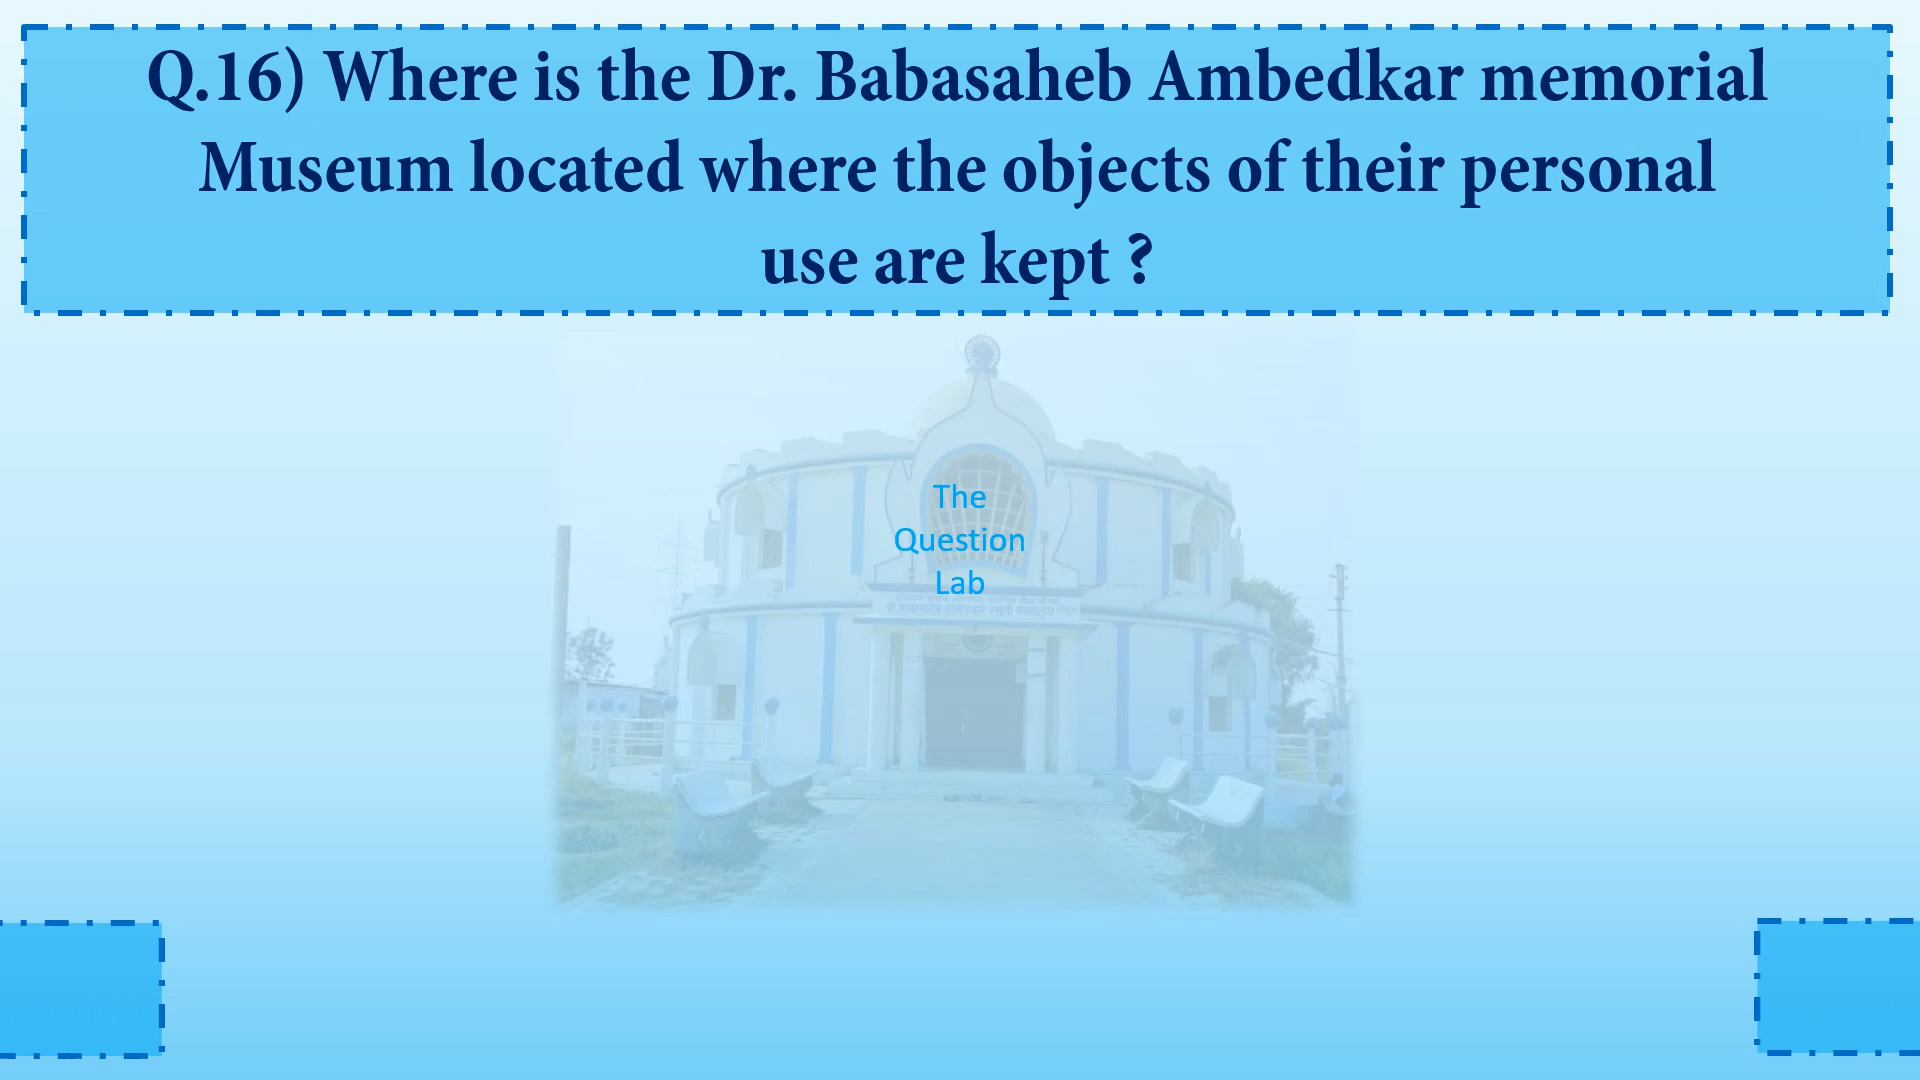 Q.16) Where is the Dr. Babasaheb Ambedkar memorial
Museum located where the objects of their personal
use are kept ?
The
Question
Lab